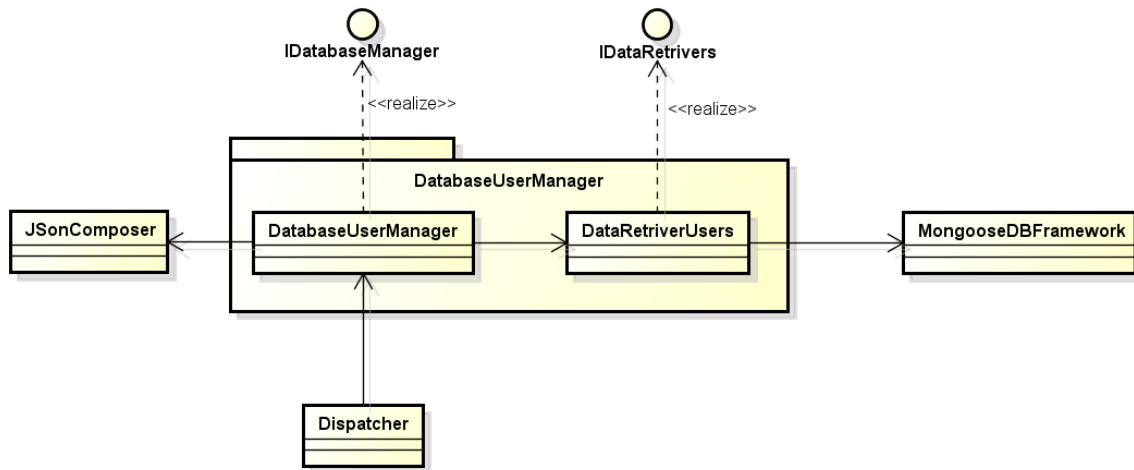 IDatabaseManager
IDataRetrivers
<<realize>>
<<realize>>
DatabaseUserManager
JSonComposer
DatabaseUserManager
DataRetriverUsers
MongooseDBFramework
Dispatcher